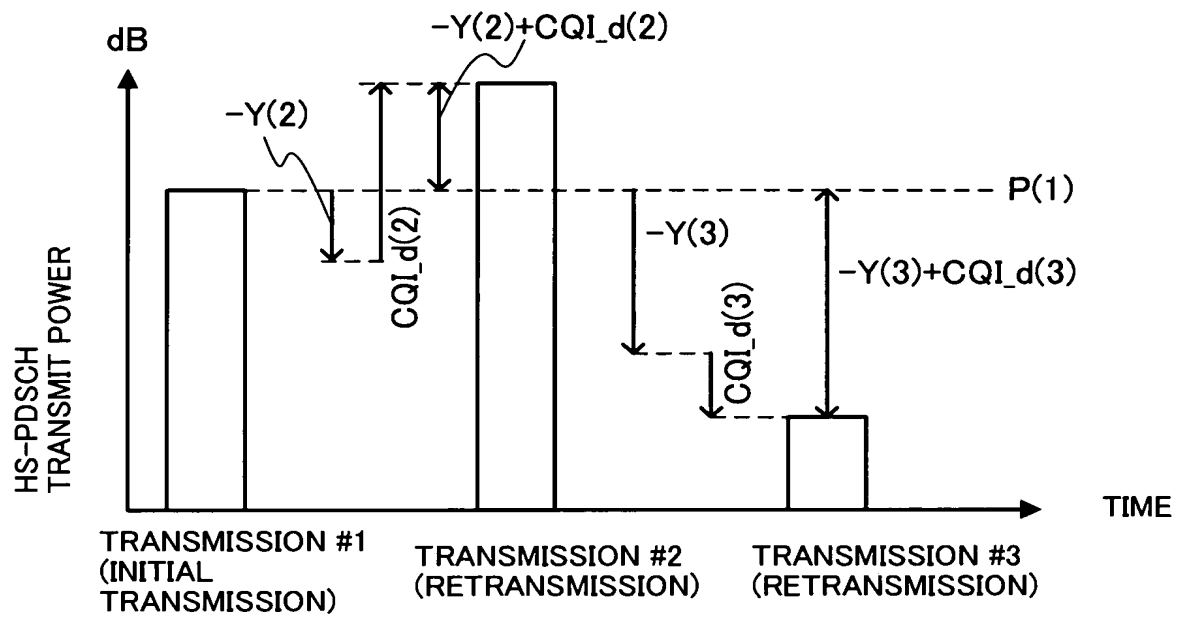 -Y(2)+CQI_d(2)
dB
-Y(2)
P(1)
CQI_d(2)
-Y(3)
-Y(3)+CQI_d(3)
CQI_d(3)
HS-PDSCH
TRANSMIT POWER
TIME
TRANSMISSION #1
(INITIAL
TRANSMISSION)
TRANSMISSION #2
(RETRANSMISSION)
TRANSMISSION #3
(RETRANSMISSION)